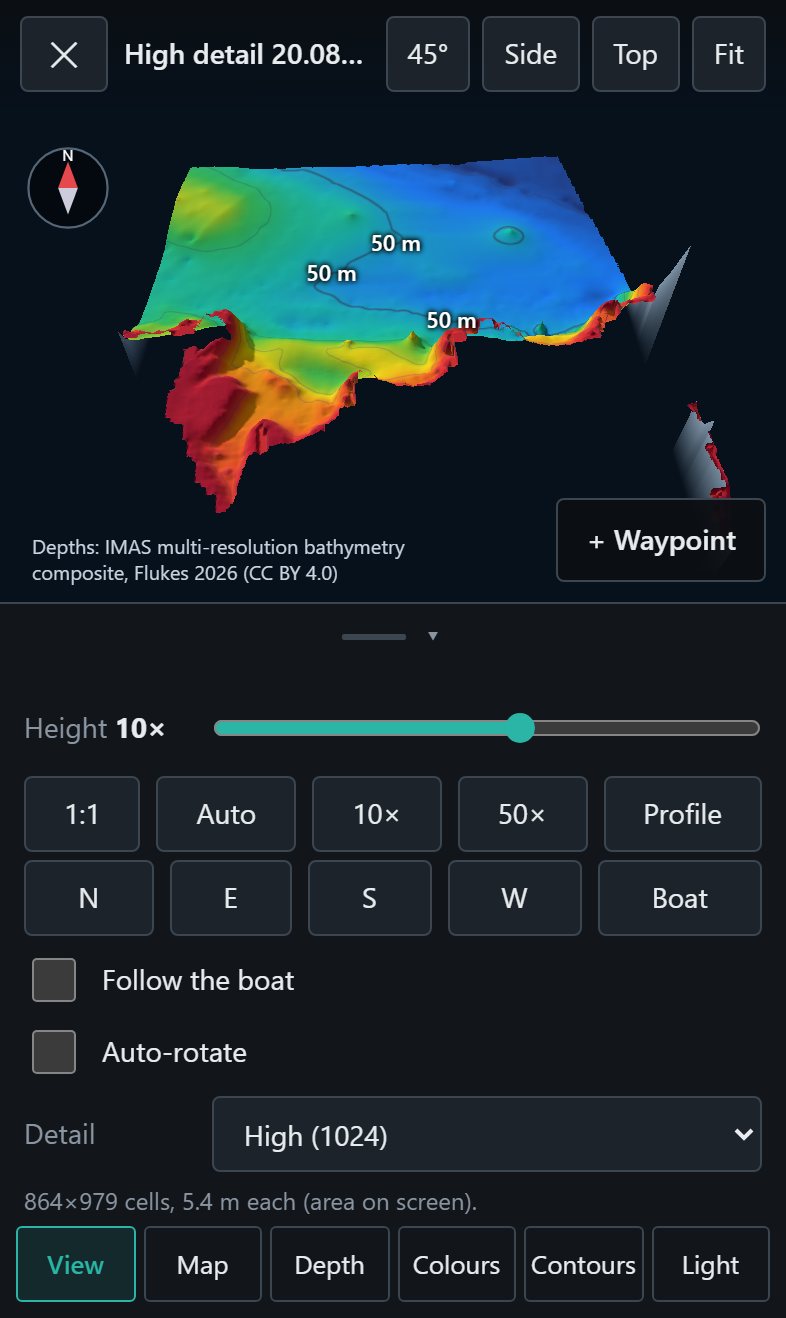 High detail 20.08...
45°
Side
Top
Fit
N
50 m
50 m
50 m
Depths: IMAS multi-resolution bathymetry
composite, Flukes 2026 (CC BY 4.0)
+ Waypoint
Height 10×
1:1
Auto
10×
50×
Profile
N
E
S
W
Boat
Follow the boat
Auto-rotate
Detail
High (1024)
864×979 cells, 5.4 m each (area on screen).
View
Map
Depth
Colours
Contours
Light